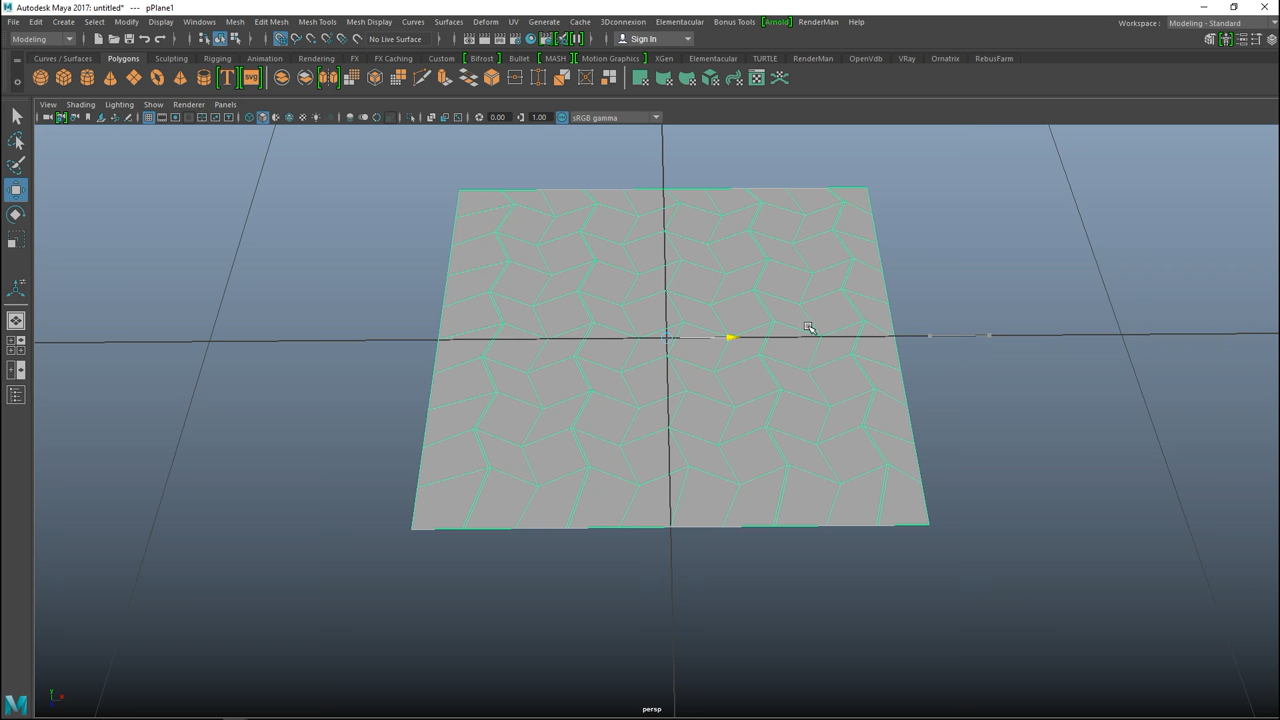 Autodesk Maya 2017: untitled* --- pPlane1
File Edit Create Select Modify Display Windows Mesh Edit Mesh Mesh Tools Mesh Display Curves Surfaces Deform UV Generate Cache 3Dconnexion Elementacular Bonus Tools Arnold RenderMan Help
Workspace : Modeling - Standard
Modeling No Live Surface Sign In
Curves / Surfaces Polygons Sculpting Rigging Animation Rendering FX FX Caching Custom Bifrost Bullet MASH Motion Graphics XGen Elementacular TURTLE RenderMan OpenVdb VRay Ornatrix RebusFarm
T svg
View Shading Lighting Show Renderer Panels
0.00 1.00 sRGB gamma
y
x
persp